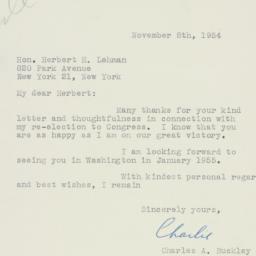 November 8th, 1954
Hon. Herbert H. Lehman
820 Park Avenue
New York 21, New York
My dear Herbert:
Many thanks for your kind
letter and thoughtfulness in connection with
my re-election to Congress. I know that you
are as happy as I am on our great victory.
I am looking forward to
seeing you in Washington in January 1955.
With kindest personal regar
and best wishes, I remain
Sincerely yours,
Charlie
Charles A. Buckley